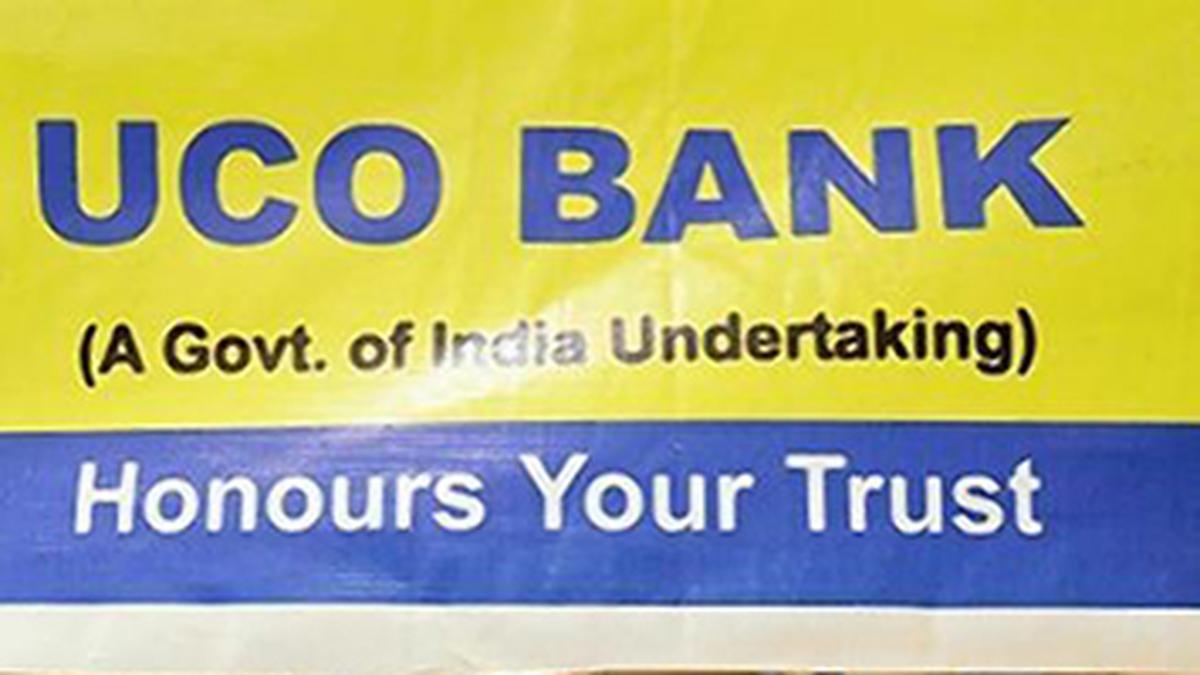 UCO BANK
(A Govt. of India Undertaking)
Honours Your Trust